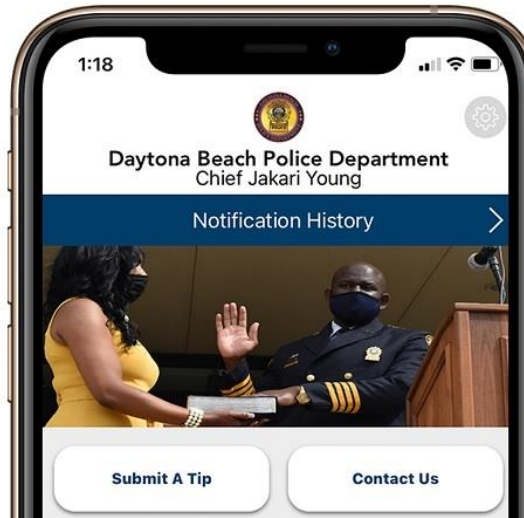 1:18
Daytona Beach Police Department
Chief Jakari Young
Notification History
Submit A Tip
Contact Us